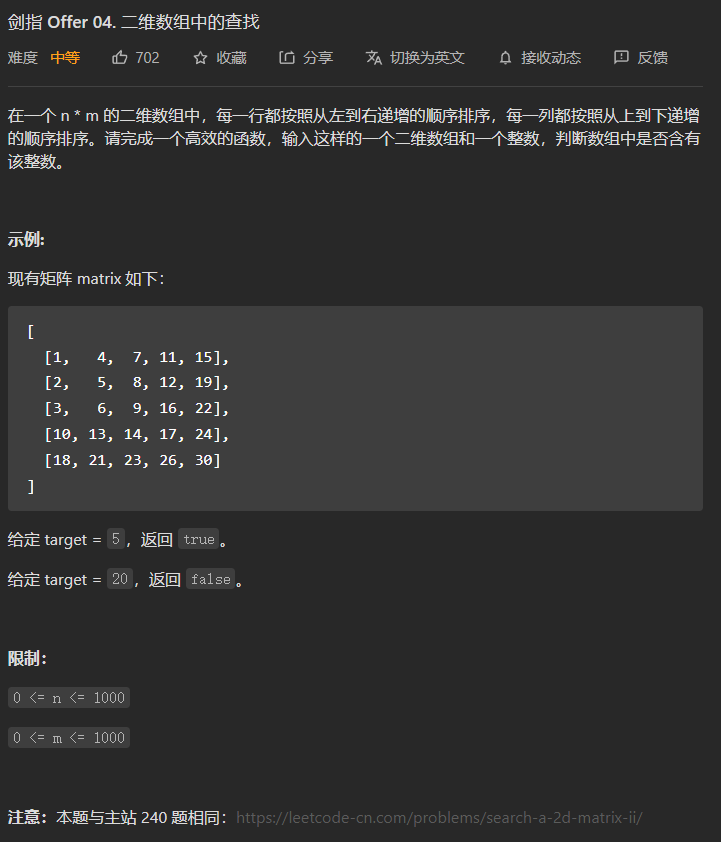 剑指 Offer 04. 二维数组中的查找
难度 中等 702 收藏 分享 切换为英文 接收动态 反馈
在一个 n * m 的二维数组中，每一行都按照从左到右递增的顺序排序，每一列都按照从上到下递增
的顺序排序。请完成一个高效的函数，输入这样的一个二维数组和一个整数，判断数组中是否含有
该整数。
示例:
现有矩阵 matrix 如下：
[
[1, 4, 7, 11, 15],
[2, 5, 8, 12, 19],
[3, 6, 9, 16, 22],
[10, 13, 14, 17, 24],
[18, 21, 23, 26, 30]
]
给定 target = 5，返回 true。
给定 target = 20，返回 false。
限制：
0 <= n <= 1000
0 <= m <= 1000
注意：本题与主站 240 题相同：https://leetcode-cn.com/problems/search-a-2d-matrix-ii/